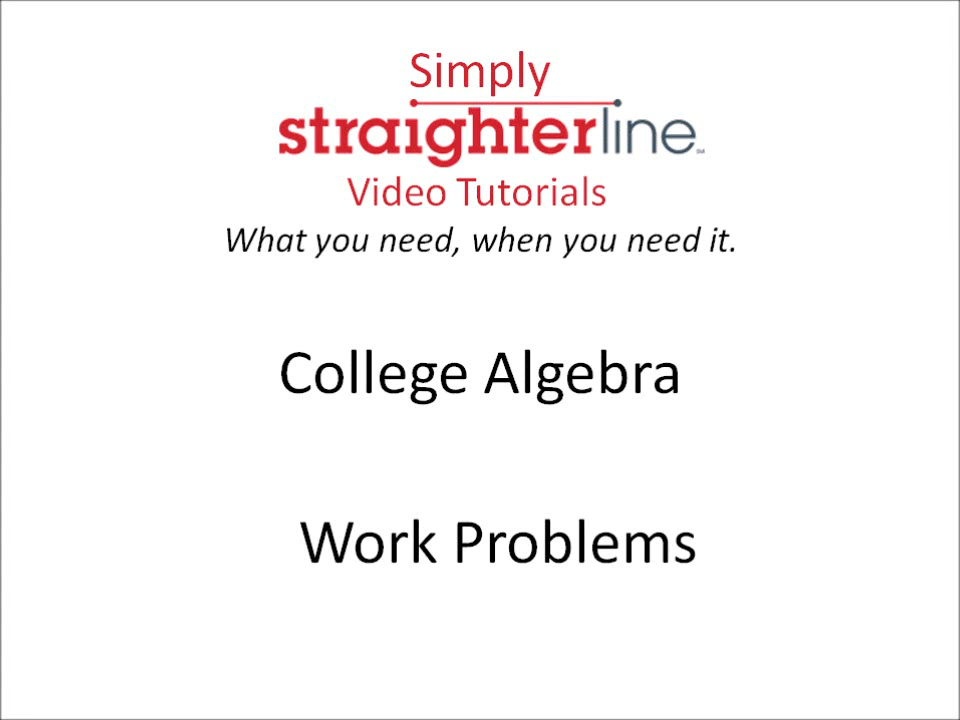 Simply
straighterline
Video Tutorials
What you need, when you need it.
College Algebra
Work Problems